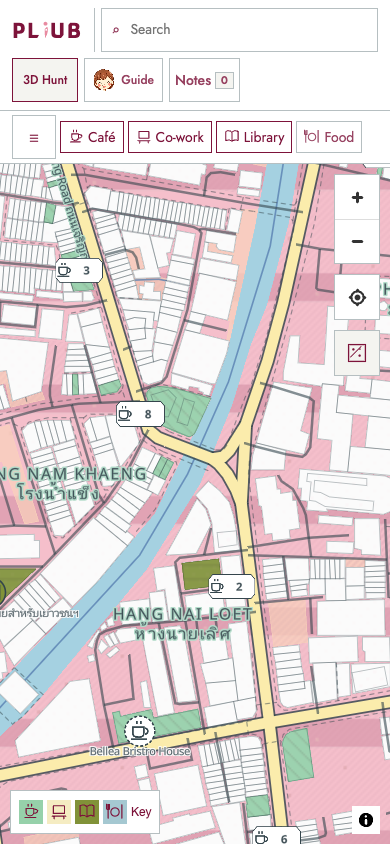 PLUB
Search
3D Hunt
Guide
Notes 0
Café
Co-work
Library
Food
3
8
NG NAM KHAENG
โรงน้ำแข็ง
2
HANG NAI LOET
หางนายเลิศ
Bellea Bristro House
6
Key